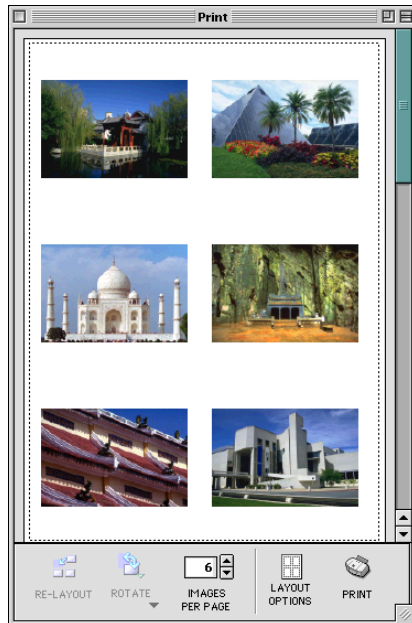 Print
6
RE-LAYOUT
ROTATE
IMAGES
PER PAGE
LAYOUT
OPTIONS
PRINT